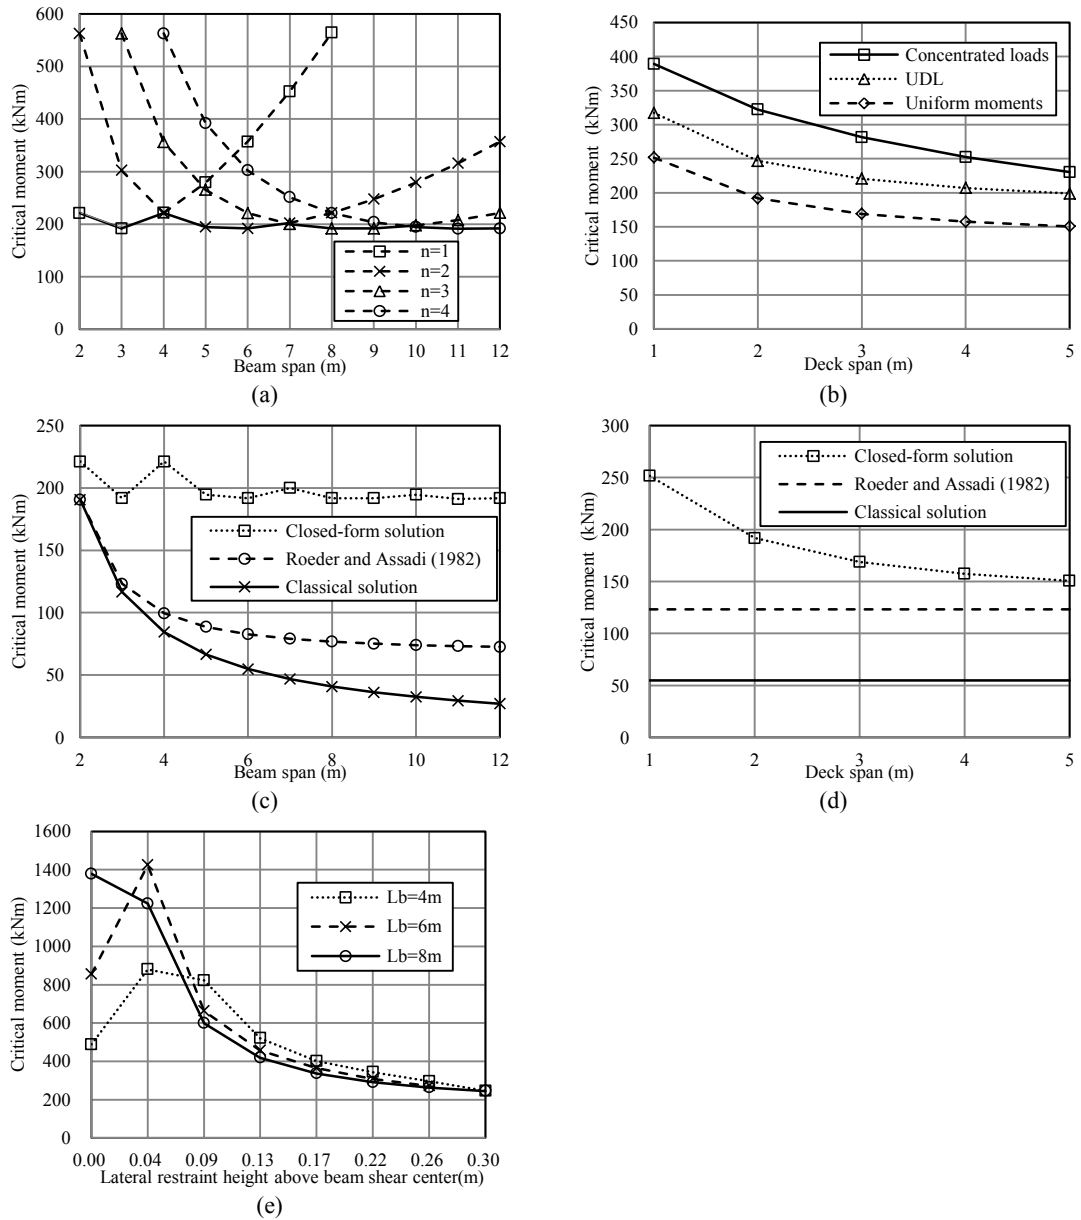 600
500
400
300
200
100
0
Critical moment (kNm)
n=1
n=2
n=3
n=4
2 3 4 5 6 7 8 9 10 11 12
Beam span (m)
(a)
450
400
350
300
250
200
150
100
50
0
Critical moment (kNm)
Concentrated loads
UDL
Uniform moments
1 2 3 4 5
Deck span (m)
(b)
250
200
150
100
50
0
Critical moment (kNm)
Closed-form solution
Roeder and Assadi (1982)
Classical solution
2 4 6 8 10 12
Beam span (m)
(c)
300
250
200
150
100
50
0
Critical moment (kNm)
Closed-form solution
Roeder and Assadi (1982)
Classical solution
1 2 3 4 5
Deck span (m)
(d)
1600
1400
1200
1000
800
600
400
200
0
Critical moment (kNm)
Lb=4m
Lb=6m
Lb=8m
0.00 0.04 0.09 0.13 0.17 0.22 0.26 0.30
Lateral restraint height above beam shear center(m)
(e)